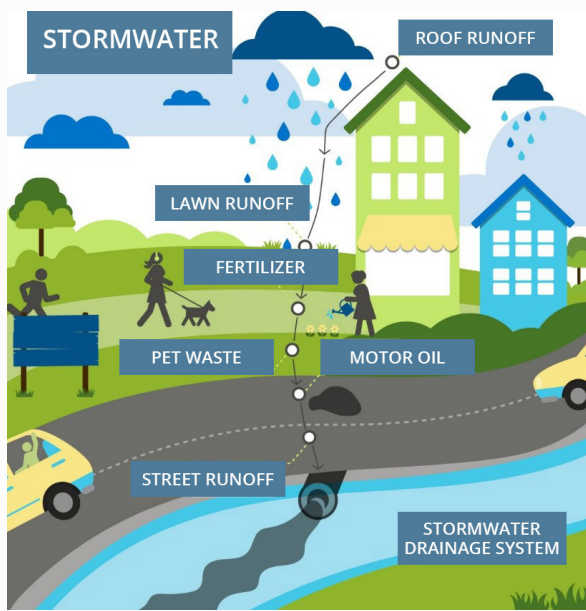 STORMWATER
ROOF RUNOFF
LAWN RUNOFF
FERTILIZER
PET WASTE
MOTOR OIL
STREET RUNOFF
STORMWATER
DRAINAGE SYSTEM